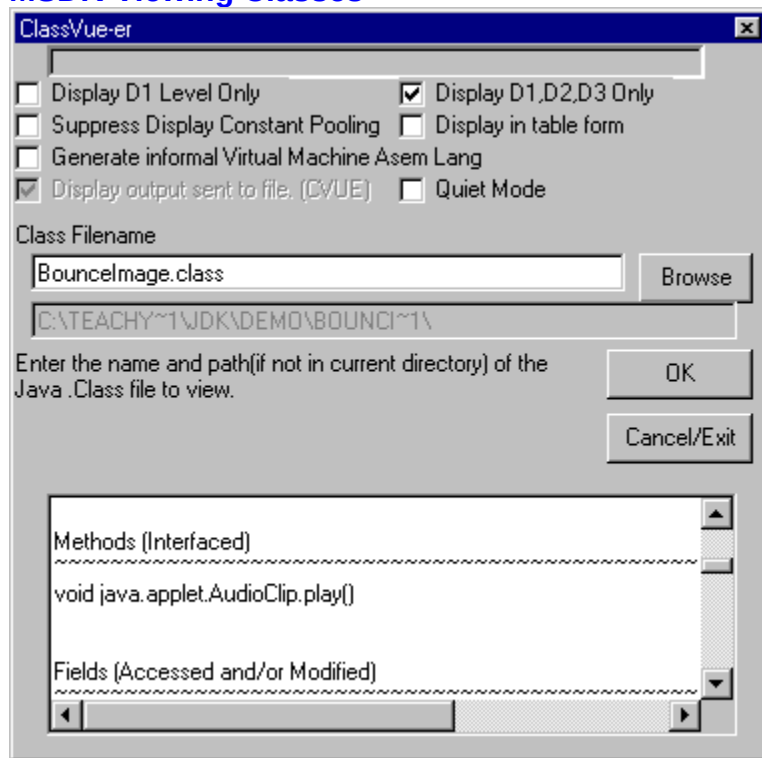 MSDN Viewing Classes
ClassVue-er
Display D1 Level Only
Display D1,D2,D3 Only
Suppress Display Constant Pooling
Display in table form
Generate informal Virtual Machine Asem Lang
Display output sent to file. (CVUE)
Quiet Mode
Class Filename
BounceImage.class
Browse
C:\TEACHY~1\JDK\DEMO\BOUNCI~1\
Enter the name and path(if not in current directory) of the
Java .Class file to view.
OK
Cancel/Exit
Methods (Interfaced)
~~~~~~~~~~~~~~~~~~~~~~~~~~~~~~~~~~~~~~~~~~~~~~~~~~~~~~
void java.applet.AudioClip.play()
Fields (Accessed and/or Modified)
~~~~~~~~~~~~~~~~~~~~~~~~~~~~~~~~~~~~~~~~~~~~~~~~~~~~~~